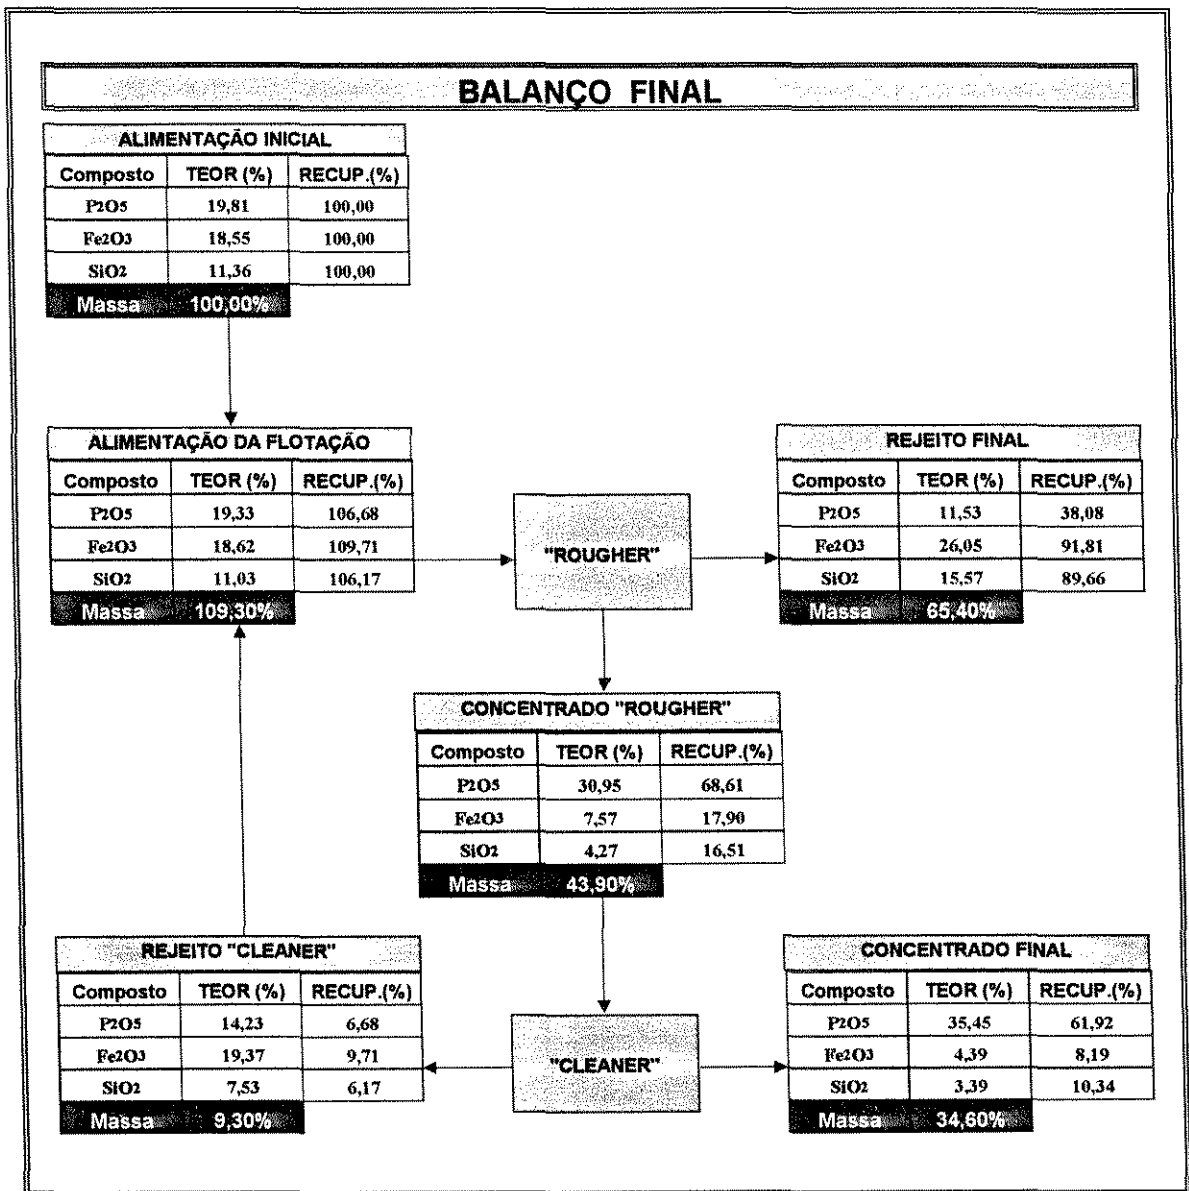 BALANÇO FINAL
ALIMENTAÇÃO INICIAL
Composto TEOR (%) RECUP.(%)
P2O5 19,81 100,00
Fe2O3 18,55 100,00
SiO2 11,36 100,00
Massa 100,00%
ALIMENTAÇÃO DA FLOTAÇÃO
Composto TEOR (%) RECUP.(%)
P2O5 19,33 106,68
Fe2O3 18,62 109,71
SiO2 11,03 106,17
Massa 109,30%
"ROUGHER"
REJEITO FINAL
Composto TEOR (%) RECUP.(%)
P2O5 11,53 38,08
Fe2O3 26,05 91,81
SiO2 15,57 89,66
Massa 65,40%
CONCENTRADO "ROUGHER"
Composto TEOR (%) RECUP.(%)
P2O5 30,95 68,61
Fe2O3 7,57 17,90
SiO2 4,27 16,51
Massa 43,90%
REJEITO "CLEANER"
Composto TEOR (%) RECUP.(%)
P2O5 14,23 6,68
Fe2O3 19,37 9,71
SiO2 7,53 6,17
Massa 9,30%
"CLEANER"
CONCENTRADO FINAL
Composto TEOR (%) RECUP.(%)
P2O5 35,45 61,92
Fe2O3 4,39 8,19
SiO2 3,39 10,34
Massa 34,60%